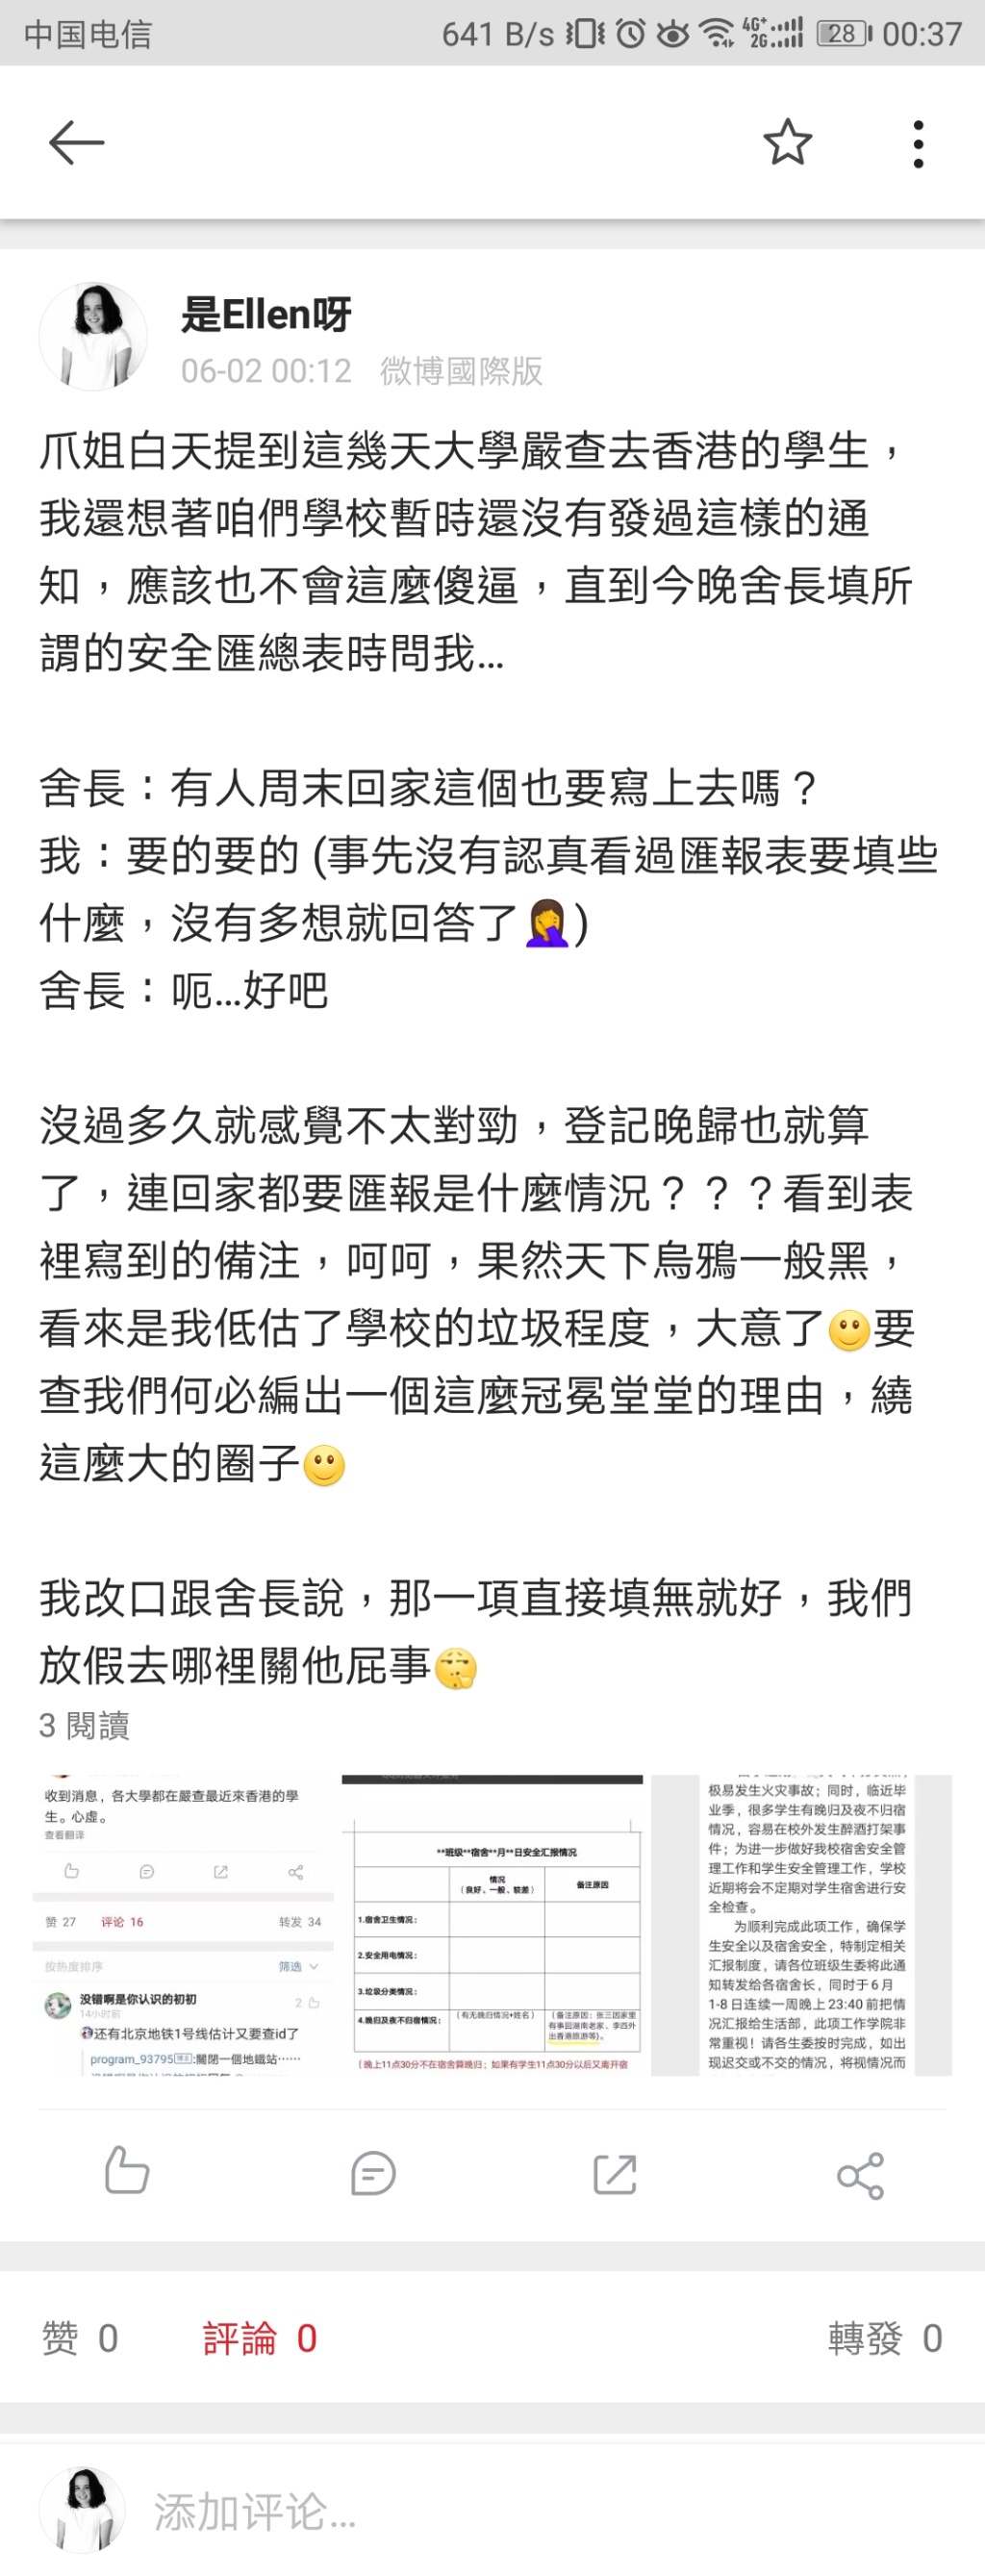 中国电信 641 B/s 4G+ 2G 28 00:37
是Ellen呀
06-02 00:12 微博國際版
爪姐白天提到這幾天大學嚴查去香港的學生，
我還想著咱們學校暫時還沒有發過這樣的通
知，應該也不會這麼傻逼，直到今晚舍長填所
謂的安全匯總表時問我...
舍長：有人周末回家這個也要寫上去嗎？
我：要的要的 (事先沒有認真看過匯報表要填些
什麼，沒有多想就回答了🤦‍♀️)
舍長：呃...好吧
沒過多久就感覺不太對勁，登記晚歸也就算
了，連回家都要匯報是什麼情況？？？看到表
裡寫到的備注，呵呵，果然天下烏鴉一般黑，
看來是我低估了學校的垃圾程度，大意了🙂要
查我們何必編出一個這麼冠冕堂堂的理由，繞
這麼大的圈子🙂
我改口跟舍長說，那一項直接填無就好，我們
放假去哪裡關他屁事
3 閱讀
收到消息，各大學都在嚴查最近來香港的學
生。心虛。
查看翻译
赞 27 评论 16 转发 34
按热度排序 筛选
没错啊是你认识的初初 2
14小时前
还有北京地铁1号线估计又要查id了
program_93795博主:關閉一個地鐵站……
**班级**宿舍**月**日安全汇报情况
情况 备注原因
（良好、一般、较差）
1.宿舍卫生情况：
2.安全用电情况：
3.垃圾分类情况：
4.晚归及夜不归宿情况： （有无晚归情况+姓名） （备注原因：张三因家里
有事回湖南老家、李四外
出香港旅游等）。
（晚上11点30分不在宿舍算晚归；如果有学生11点30分以后又离开宿
极易发生火灾事故；同时，临近毕
业季，很多学生有晚归及夜不归宿
情况，容易在校外发生醉酒打架事
件；为进一步做好我校宿舍安全管
理工作和学生安全管理工作，学校
近期将会不定期对学生宿舍进行安
全检查。
为顺利完成此项工作，确保学
生安全以及宿舍安全，特制定相关
汇报制度，请各位班级生委将此通
知转发给各宿舍长，同时于6月
1-8日连续一周晚上23:40前把情
况汇报给生活部，此项工作学院非
常重视！请各生委按时完成，如出
现迟交或不交的情况，将视情况而
赞 0 評論 0 轉發 0
添加评论...